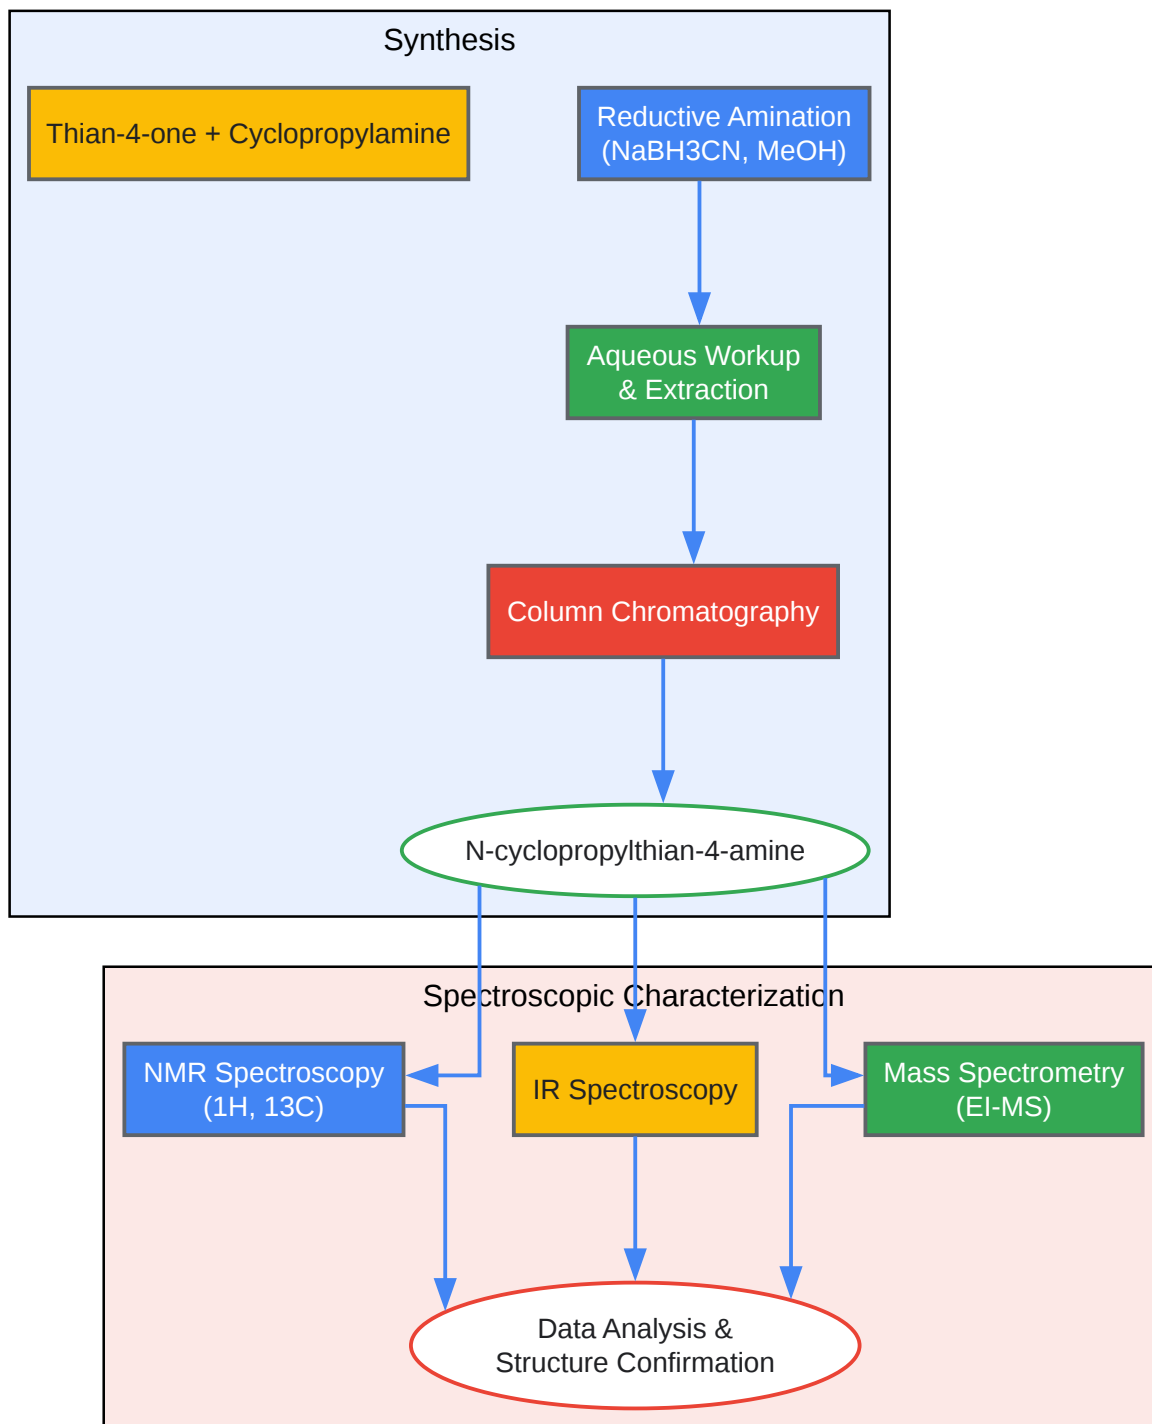 Synthesis
Thian-4-one + Cyclopropylamine
Reductive Amination
(NaBH3CN, MeOH)
Aqueous Workup
& Extraction
Column Chromatography
N-cyclopropylthian-4-amine
Spectroscopic Characterization
NMR Spectroscopy
(1H, 13C)
IR Spectroscopy
Mass Spectrometry
(EI-MS)
Data Analysis &
Structure Confirmation